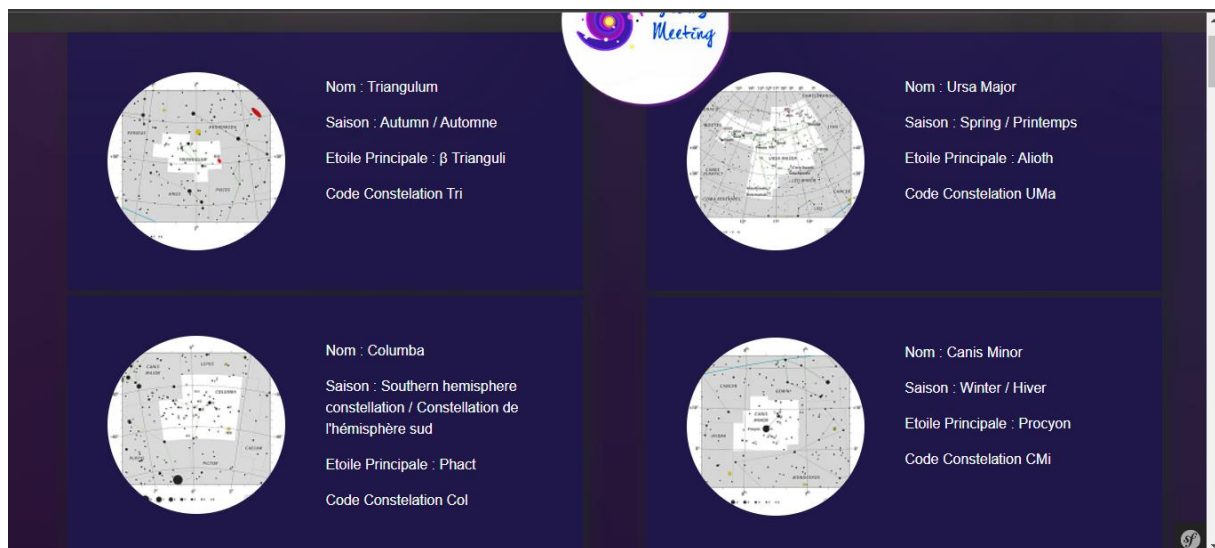 Meeting
Nom : Triangulum
Saison : Autumn / Automne
Etoile Principale : β Trianguli
Code Constelation Tri
Nom : Ursa Major
Saison : Spring / Printemps
Etoile Principale : Alioth
Code Constelation UMa
Nom : Columba
Saison : Southern hemisphere
constellation / Constellation de
l'hémisphère sud
Etoile Principale : Phact
Code Constelation Col
Nom : Canis Minor
Saison : Winter / Hiver
Etoile Principale : Procyon
Code Constelation CMi
sf